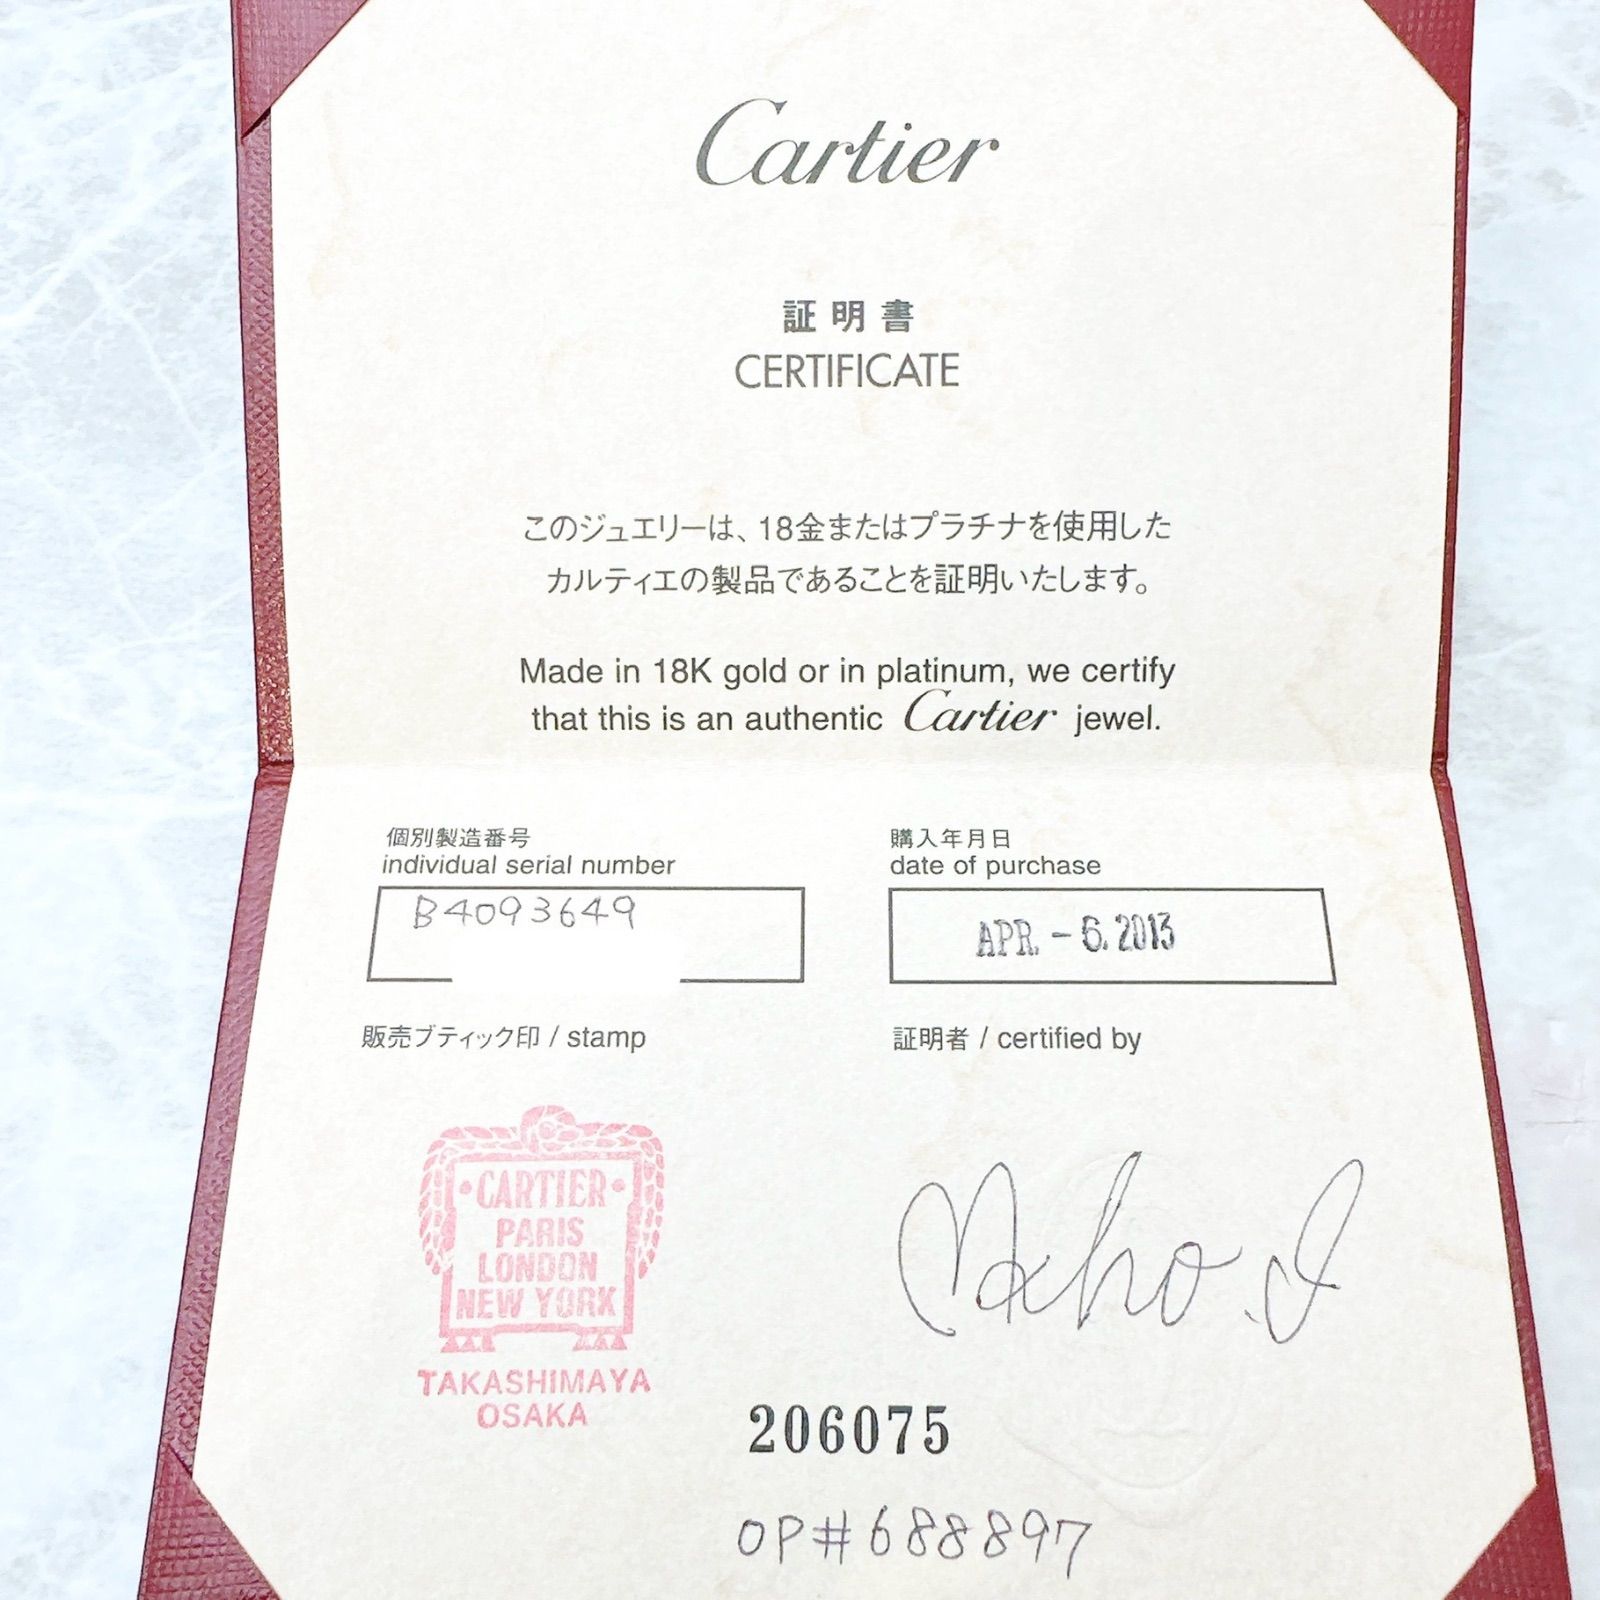 Cartier
証明書
CERTIFICATE
このジュエリーは、18金またはプラチナを使用した
カルティエの製品であることを証明いたします。
Made in 18K gold or in platinum, we certify
that this is an authentic Cartier jewel.
個別製造番号
individual serial number
B4093649
購入年月日
date of purchase
APR. - 6. 2013
販売ブティック印 / stamp
証明者 / certified by
CARTIER
PARIS
LONDON
NEW YORK
TAKASHIMAYA
OSAKA
206075
OP#688897